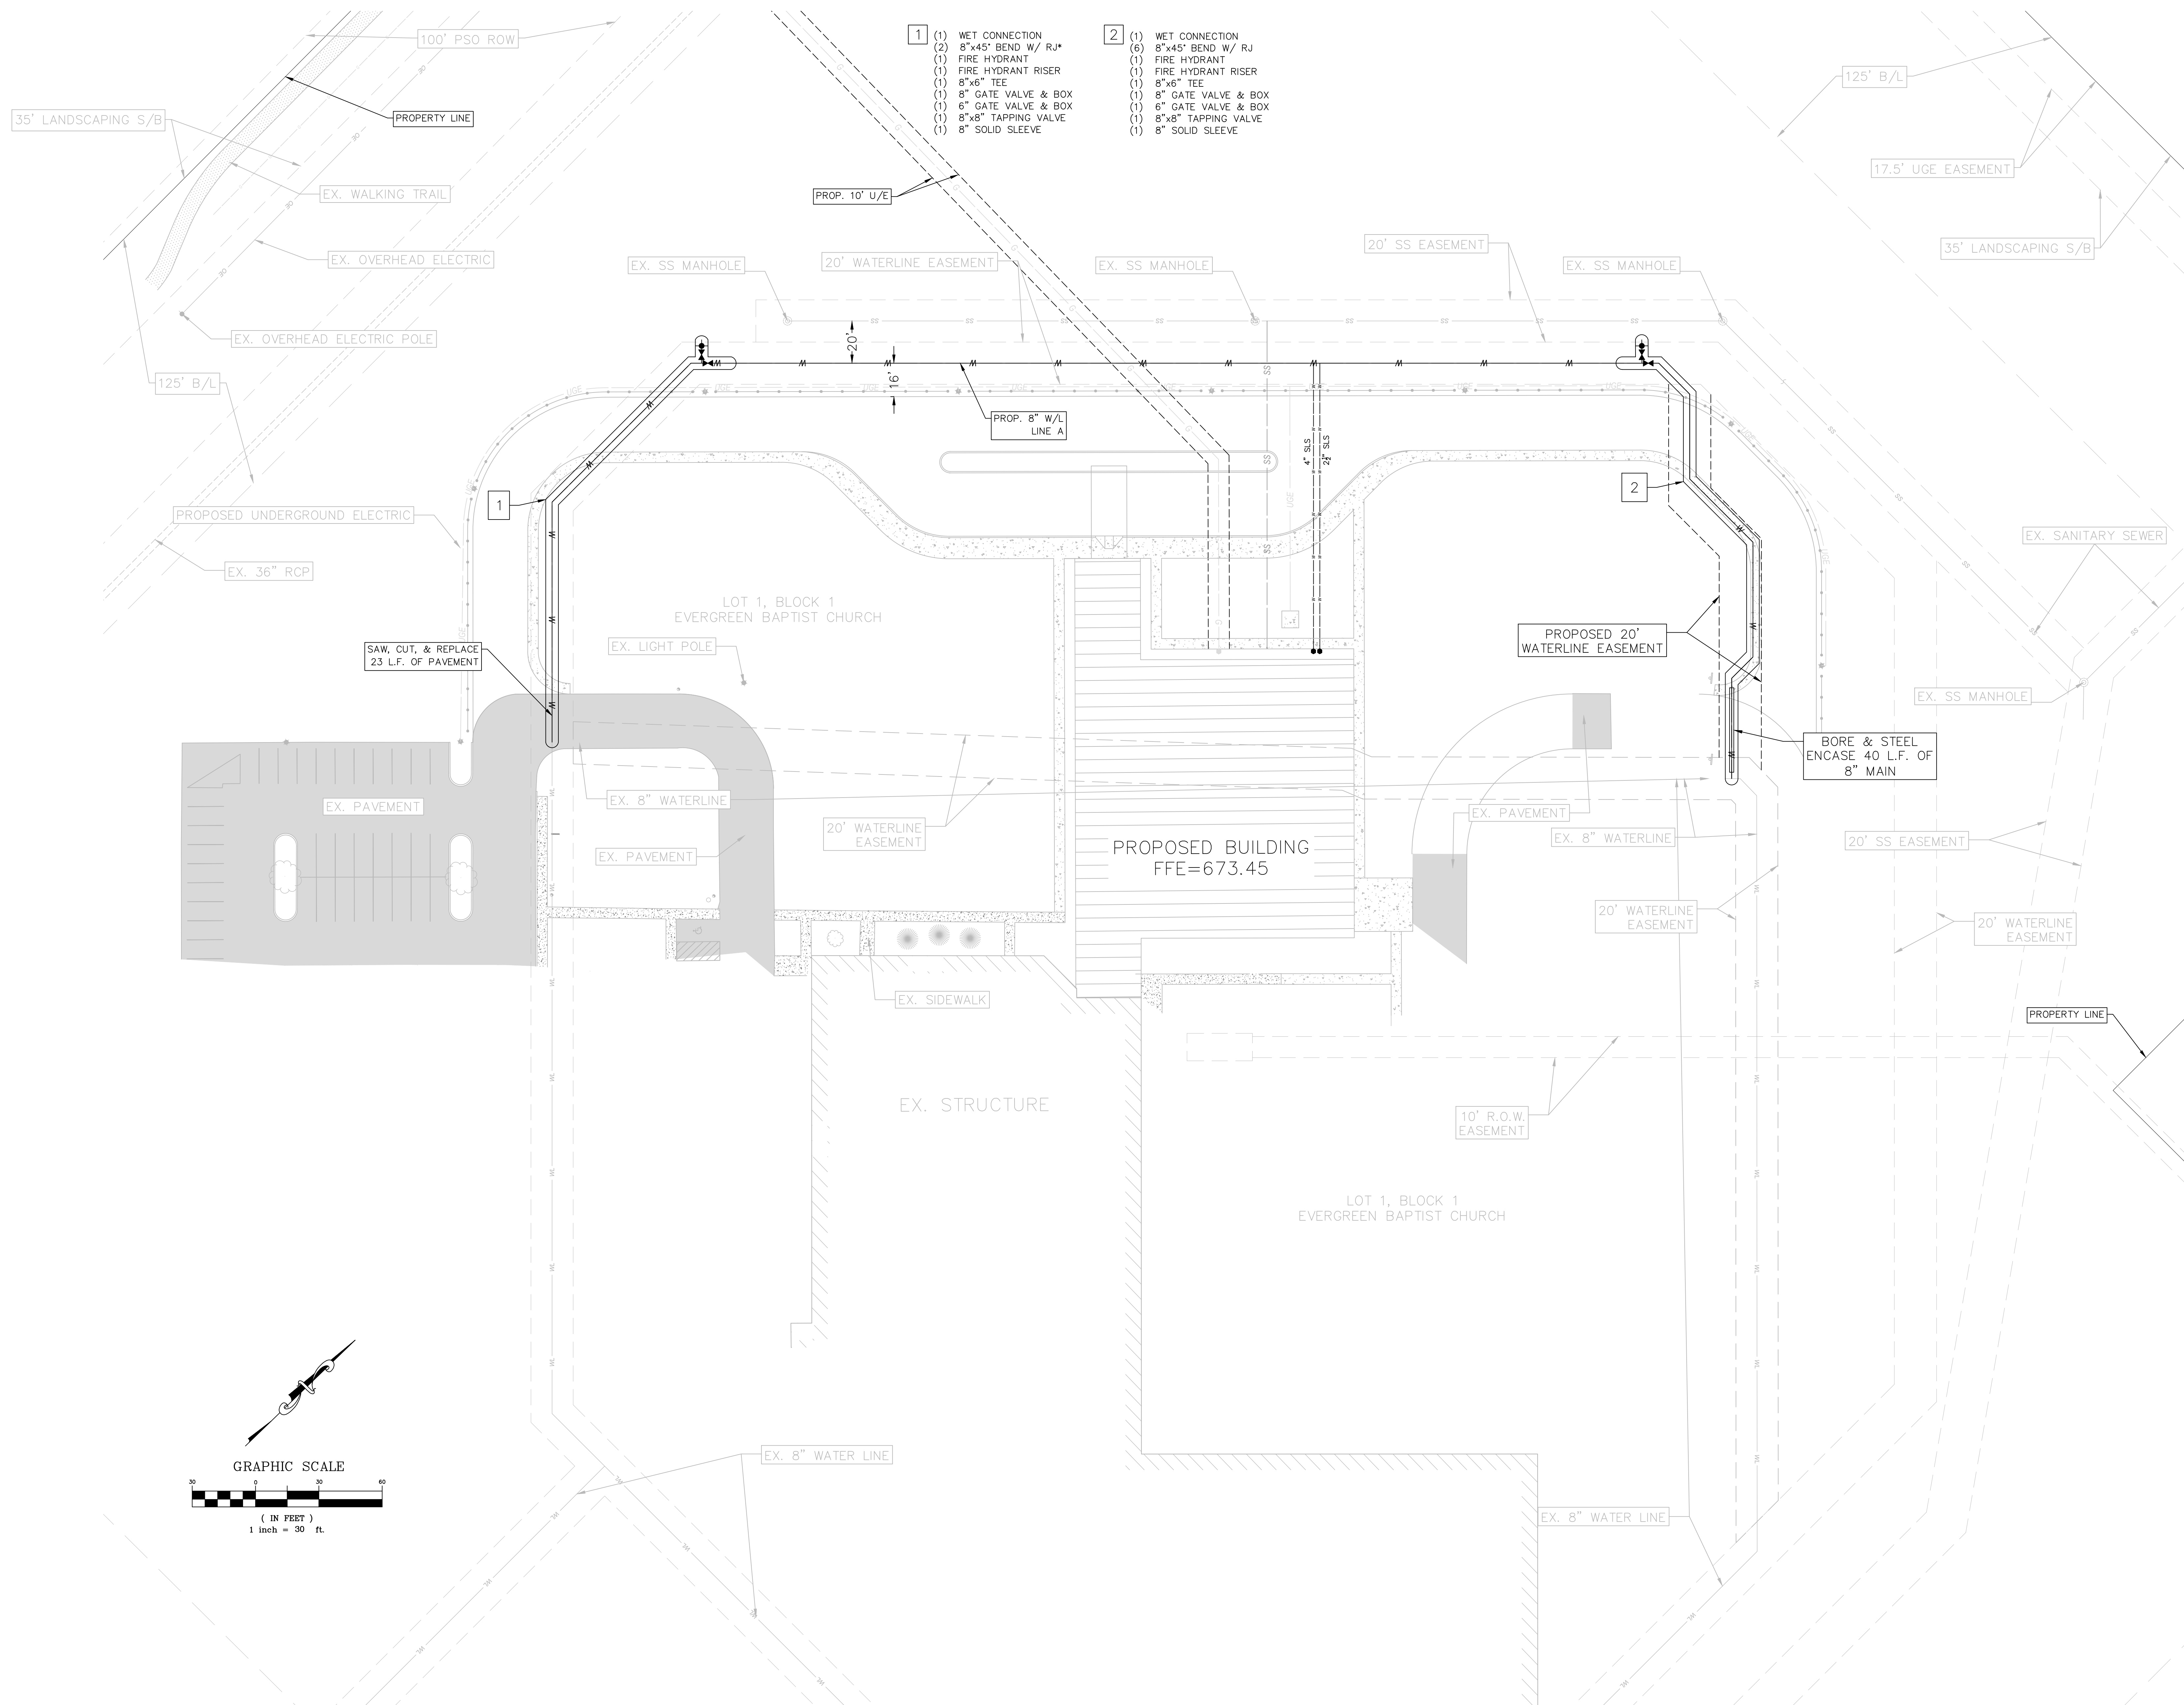 1
(1) WET CONNECTION
(2) 8"x45° BEND W/ RJ*
(1) FIRE HYDRANT
(1) FIRE HYDRANT RISER
(1) 8"x6" TEE
(1) 8" GATE VALVE & BOX
(1) 6" GATE VALVE & BOX
(1) 8"x8" TAPPING VALVE
(1) 8" SOLID SLEEVE
2
(1) WET CONNECTION
(6) 8"x45° BEND W/ RJ
(1) FIRE HYDRANT
(1) FIRE HYDRANT RISER
(1) 8"x6" TEE
(1) 8" GATE VALVE & BOX
(1) 6" GATE VALVE & BOX
(1) 8"x8" TAPPING VALVE
(1) 8" SOLID SLEEVE
100' PSO ROW
125' B/L
35' LANDSCAPING S/B
PROPERTY LINE
17.5' UGE EASEMENT
EX. WALKING TRAIL
PROP. 10' U/E
EX. OVERHEAD ELECTRIC
EX. SS MANHOLE
20' WATERLINE EASEMENT
EX. SS MANHOLE
20' SS EASEMENT
EX. SS MANHOLE
35' LANDSCAPING S/B
EX. OVERHEAD ELECTRIC POLE
20'
125' B/L
16'
PROP. 8" W/L
LINE A
4" SLS
2½" SLS
1
2
PROPOSED UNDERGROUND ELECTRIC
EX. SANITARY SEWER
EX. 36" RCP
LOT 1, BLOCK 1
EVERGREEN BAPTIST CHURCH
EX. LIGHT POLE
SAW, CUT, & REPLACE
23 L.F. OF PAVEMENT
PROPOSED 20'
WATERLINE EASEMENT
EX. SS MANHOLE
BORE & STEEL
ENCASE 40 L.F. OF
8" MAIN
EX. PAVEMENT
EX. 8" WATERLINE
20' WATERLINE
EASEMENT
EX. PAVEMENT
EX. PAVEMENT
EX. 8" WATERLINE
20' SS EASEMENT
PROPOSED BUILDING
FFE=673.45
20' WATERLINE
EASEMENT
20' WATERLINE
EASEMENT
EX. SIDEWALK
PROPERTY LINE
EX. STRUCTURE
10' R.O.W.
EASEMENT
LOT 1, BLOCK 1
EVERGREEN BAPTIST CHURCH
EX. 8" WATER LINE
EX. 8" WATER LINE
GRAPHIC SCALE
30 0 30 60
( IN FEET )
1 inch = 30 ft.